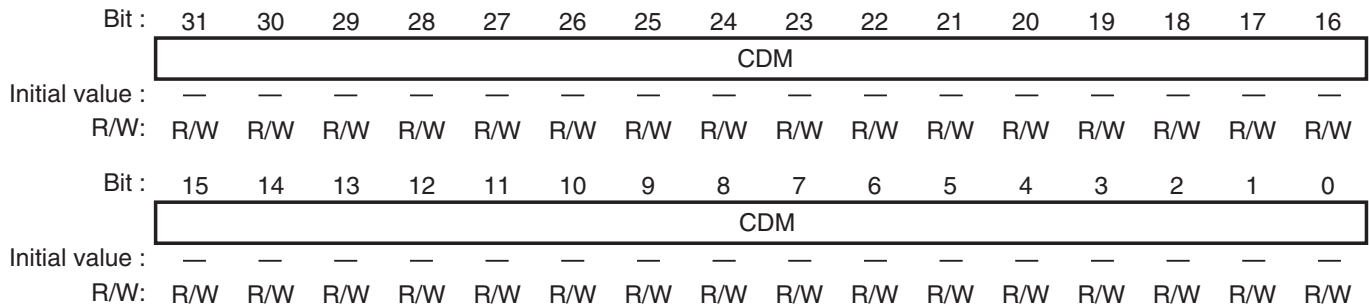 Bit : 31 30 29 28 27 26 25 24 23 22 21 20 19 18 17 16
CDM
Initial value : — — — — — — — — — — — — — — — —
R/W: R/W R/W R/W R/W R/W R/W R/W R/W R/W R/W R/W R/W R/W R/W R/W R/W
Bit : 15 14 13 12 11 10 9 8 7 6 5 4 3 2 1 0
CDM
Initial value : — — — — — — — — — — — — — — — —
R/W: R/W R/W R/W R/W R/W R/W R/W R/W R/W R/W R/W R/W R/W R/W R/W R/W